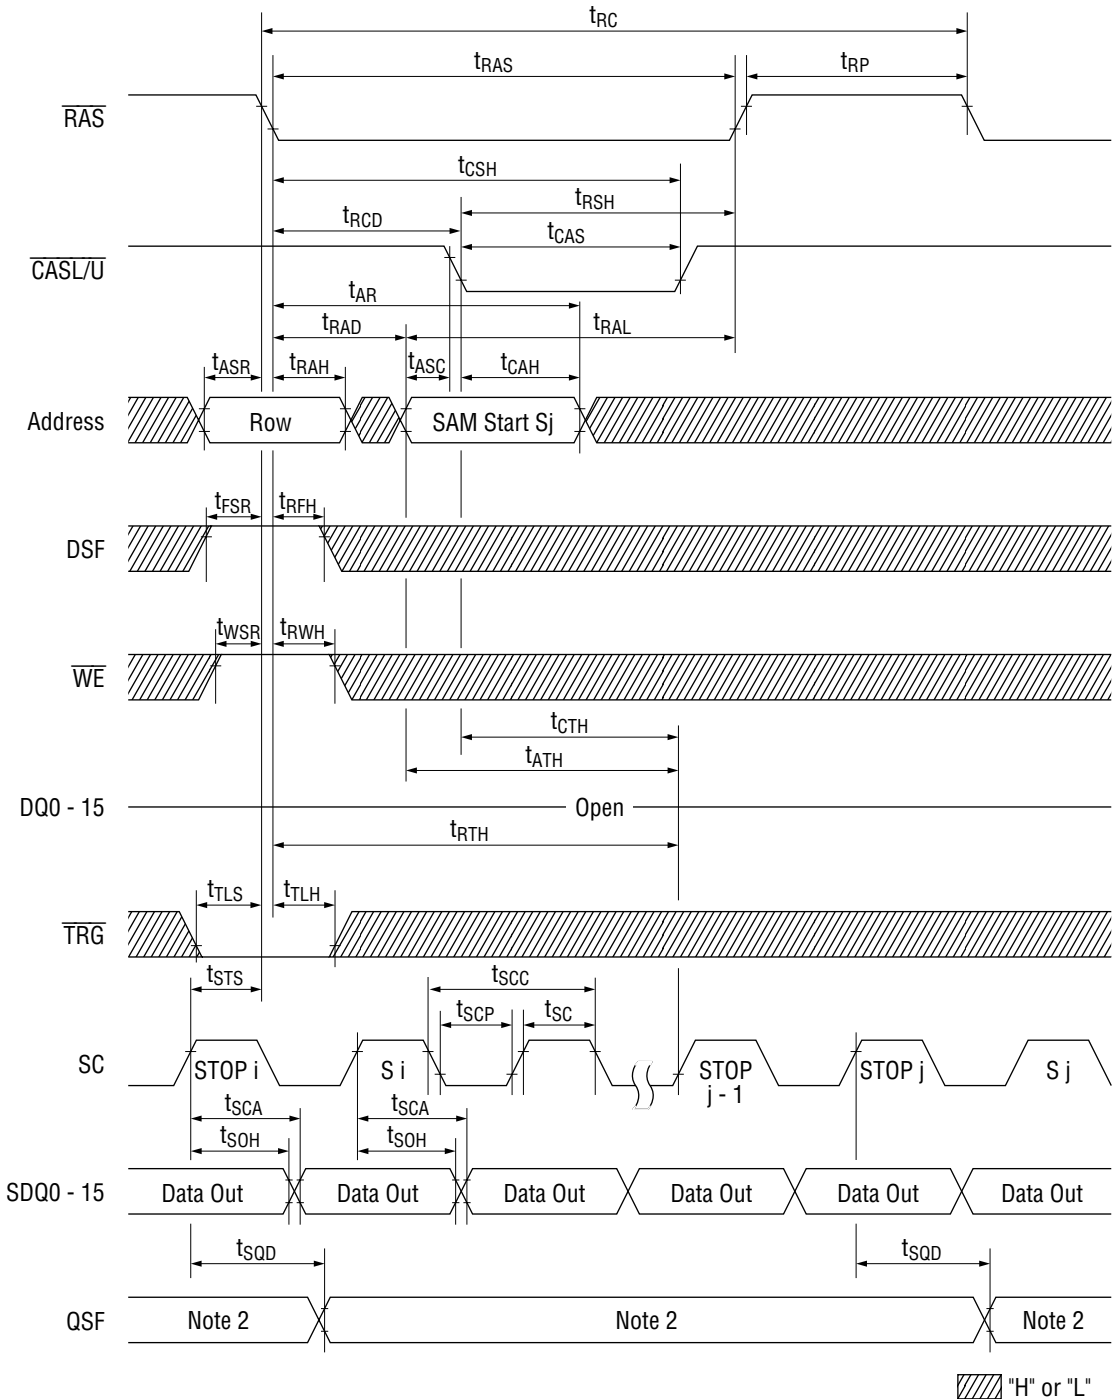 tRC
tRAS
tRP
RAS
tCSH
tRSH
tRCD
tCAS
CASL/U
tAR
tRAD
tRAL
tASR
tRAH
tASC
tCAH
Address
Row
SAM Start Sj
tFSR
tRFH
DSF
tWSR
tRWH
WE
tCTH
tATH
DQ0 - 15
Open
tRTH
tTLS
tTLH
TRG
tSTS
tSCC
tSCP
tSC
SC
STOP i
S i
STOP
j - 1
STOP j
S j
tSCA
tSCA
tSOH
tSOH
SDQ0 - 15
Data Out
Data Out
Data Out
Data Out
Data Out
Data Out
tSQD
tSQD
QSF
Note 2
Note 2
Note 2
"H" or "L"